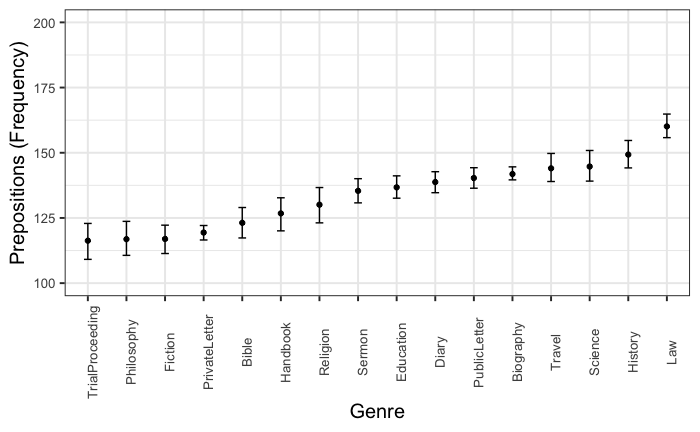 Prepositions (Frequency)
200
175
150
125
100
TrialProceeding
Philosophy
Fiction
PrivateLetter
Bible
Handbook
Religion
Sermon
Education
Diary
PublicLetter
Biography
Travel
Science
History
Law
Genre